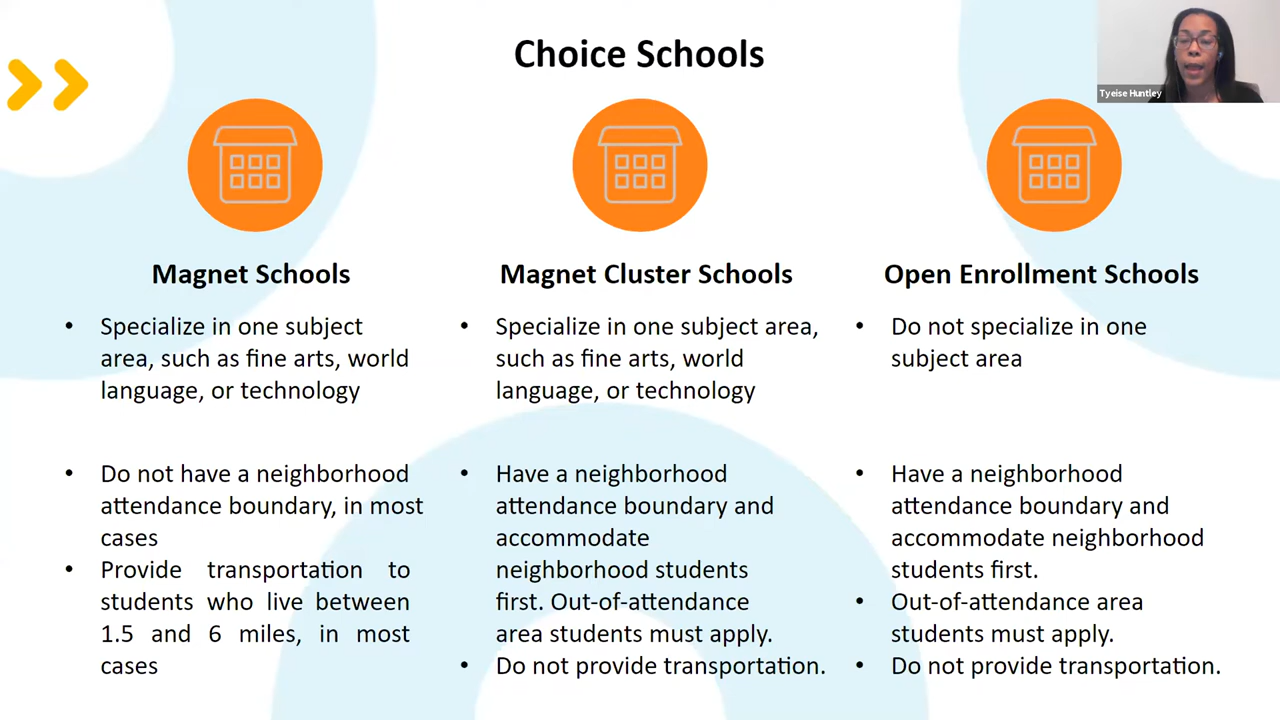 Choice Schools
Tyeise Huntley
Magnet Schools
• Specialize in one subject
area, such as fine arts, world
language, or technology
• Do not have a neighborhood
attendance boundary, in most
cases
• Provide transportation to
students who live between
1.5 and 6 miles, in most
cases
Magnet Cluster Schools
• Specialize in one subject area,
such as fine arts, world
language, or technology
• Have a neighborhood
attendance boundary and
accommodate
neighborhood students
first. Out-of-attendance
area students must apply.
• Do not provide transportation.
Open Enrollment Schools
• Do not specialize in one
subject area
• Have a neighborhood
attendance boundary and
accommodate neighborhood
students first.
• Out-of-attendance area
students must apply.
• Do not provide transportation.